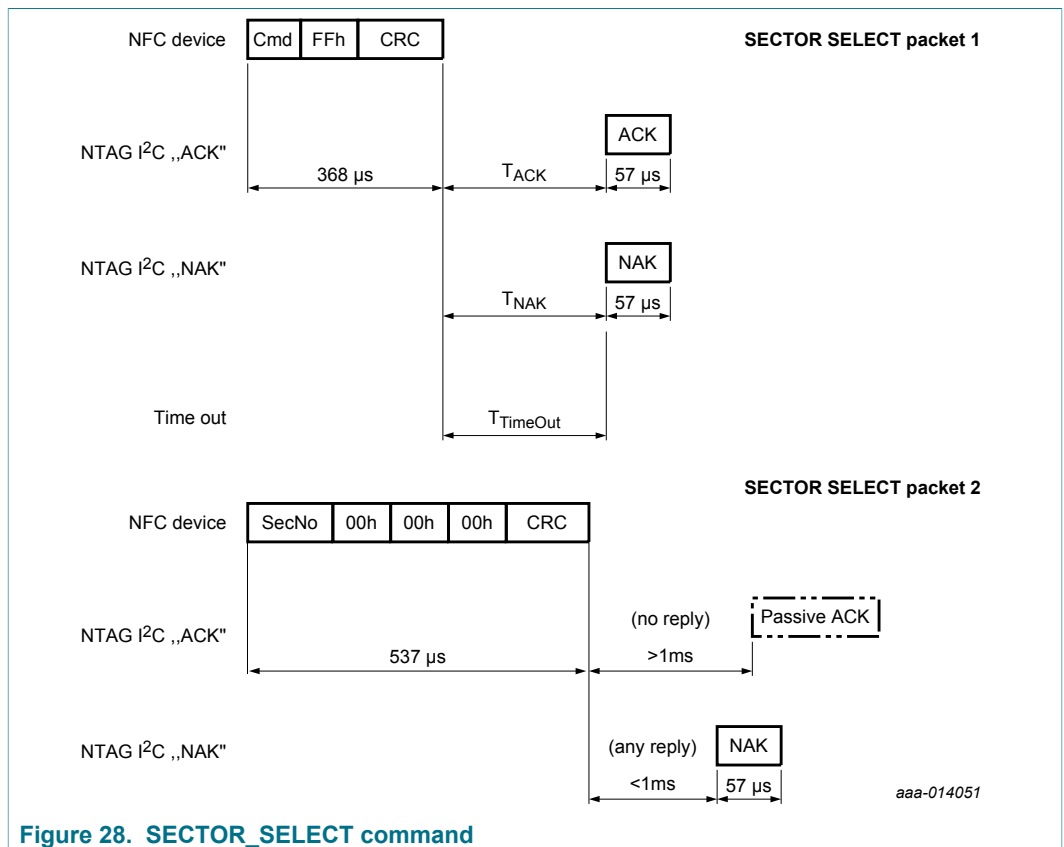 NFC device Cmd FFh CRC SECTOR SELECT packet 1
ACK
NTAG I2C ,,ACK"
368 µs TACK 57 µs
NAK
NTAG I2C ,,NAK"
TNAK 57 µs
Time out TTimeOut
SECTOR SELECT packet 2
NFC device SecNo 00h 00h 00h CRC
(no reply) Passive ACK
NTAG I2C ,,ACK"
537 µs >1ms
NTAG I2C ,,NAK" (any reply) NAK
<1ms 57 µs
aaa-014051
Figure 28. SECTOR_SELECT command